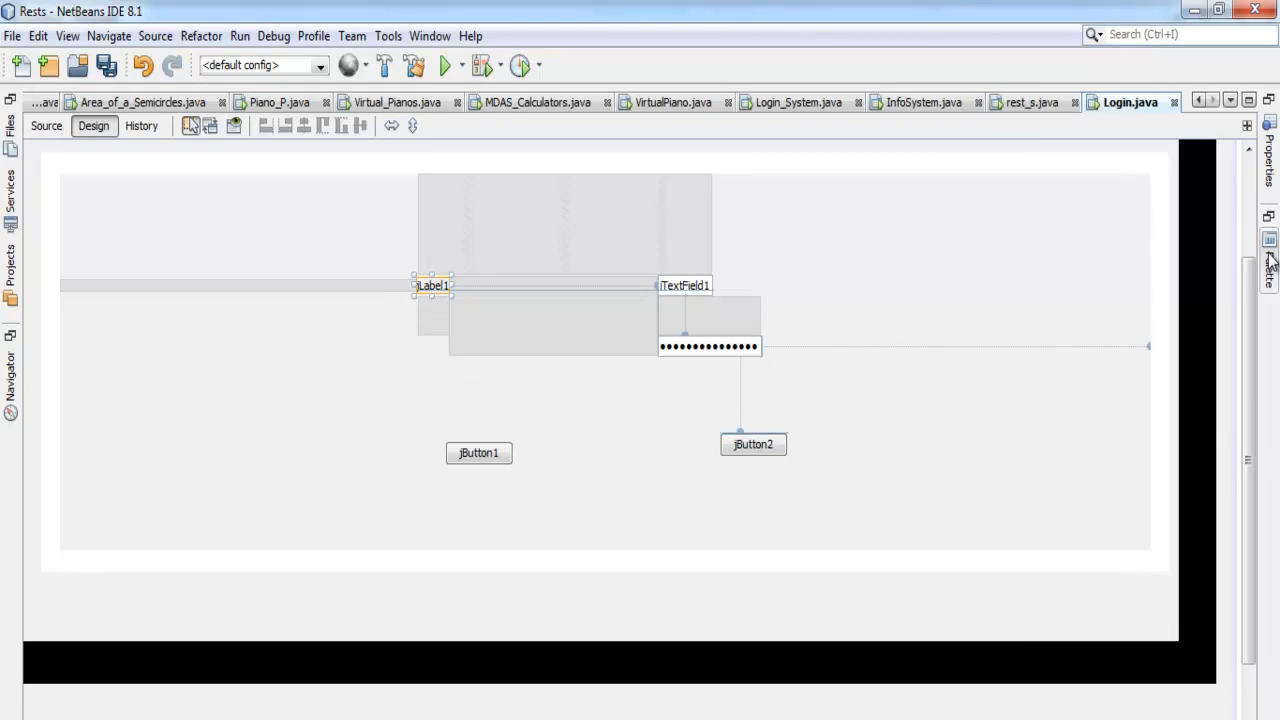 Rests - NetBeans IDE 8.1
File Edit View Navigate Source Refactor Run Debug Profile Team Tools Window Help
Search (Ctrl+I)
<default config>
...ava Area_of_a_Semicirdes.java Piano_P.java Virtual_Pianos.java MDAS_Calculators.java VirtualPiano.java Login_System.java InfoSystem.java rest_s.java Login.java
Source Design History
Files
Services
Projects
Navigator
Properties
jLabel1
jTextField1
jButton1
jButton2